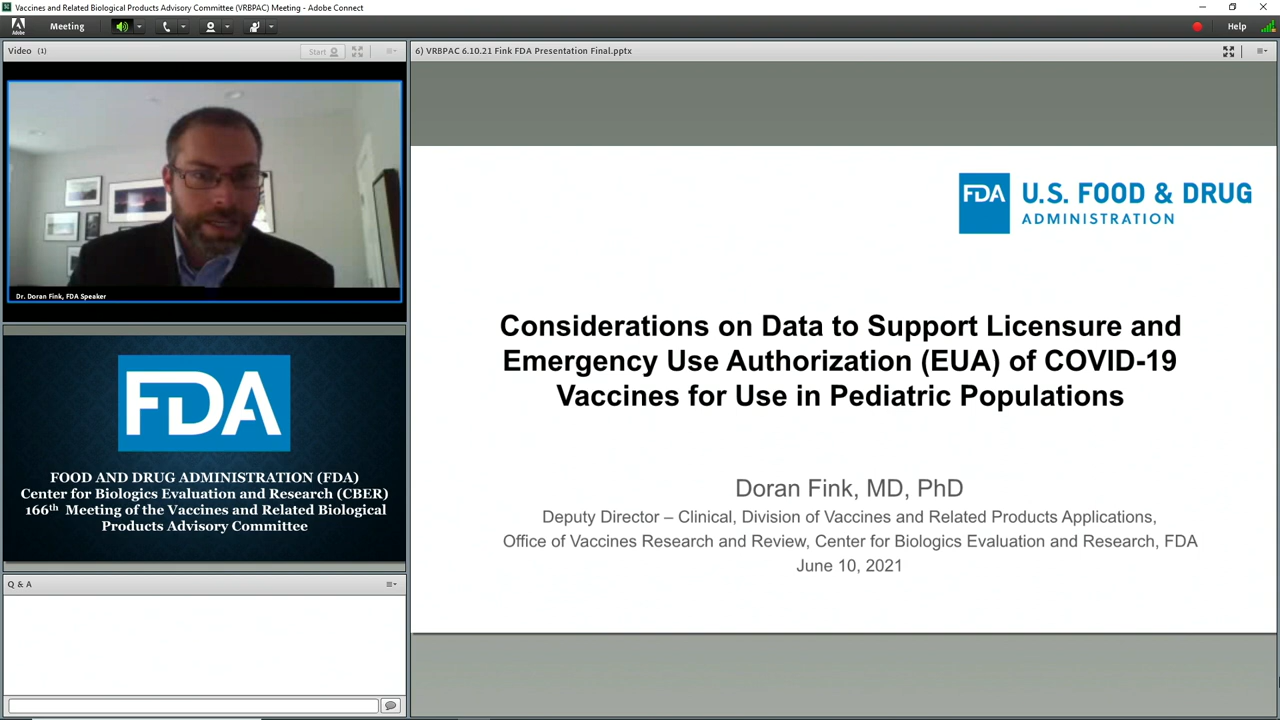 Vaccines and Related Biological Products Advisory Committee (VRBPAC) Meeting - Adobe Connect
Adobe
Meeting
Help
Video (1)
Start
Dr. Doran Fink, FDA Speaker
FDA
FOOD AND DRUG ADMINISTRATION (FDA)
Center for Biologics Evaluation and Research (CBER)
166th Meeting of the Vaccines and Related Biological
Products Advisory Committee
Q & A
6) VRBPAC 6.10.21 Fink FDA Presentation Final.pptx
FDA U.S. FOOD & DRUG
ADMINISTRATION
Considerations on Data to Support Licensure and
Emergency Use Authorization (EUA) of COVID-19
Vaccines for Use in Pediatric Populations
Doran Fink, MD, PhD
Deputy Director – Clinical, Division of Vaccines and Related Products Applications,
Office of Vaccines Research and Review, Center for Biologics Evaluation and Research, FDA
June 10, 2021